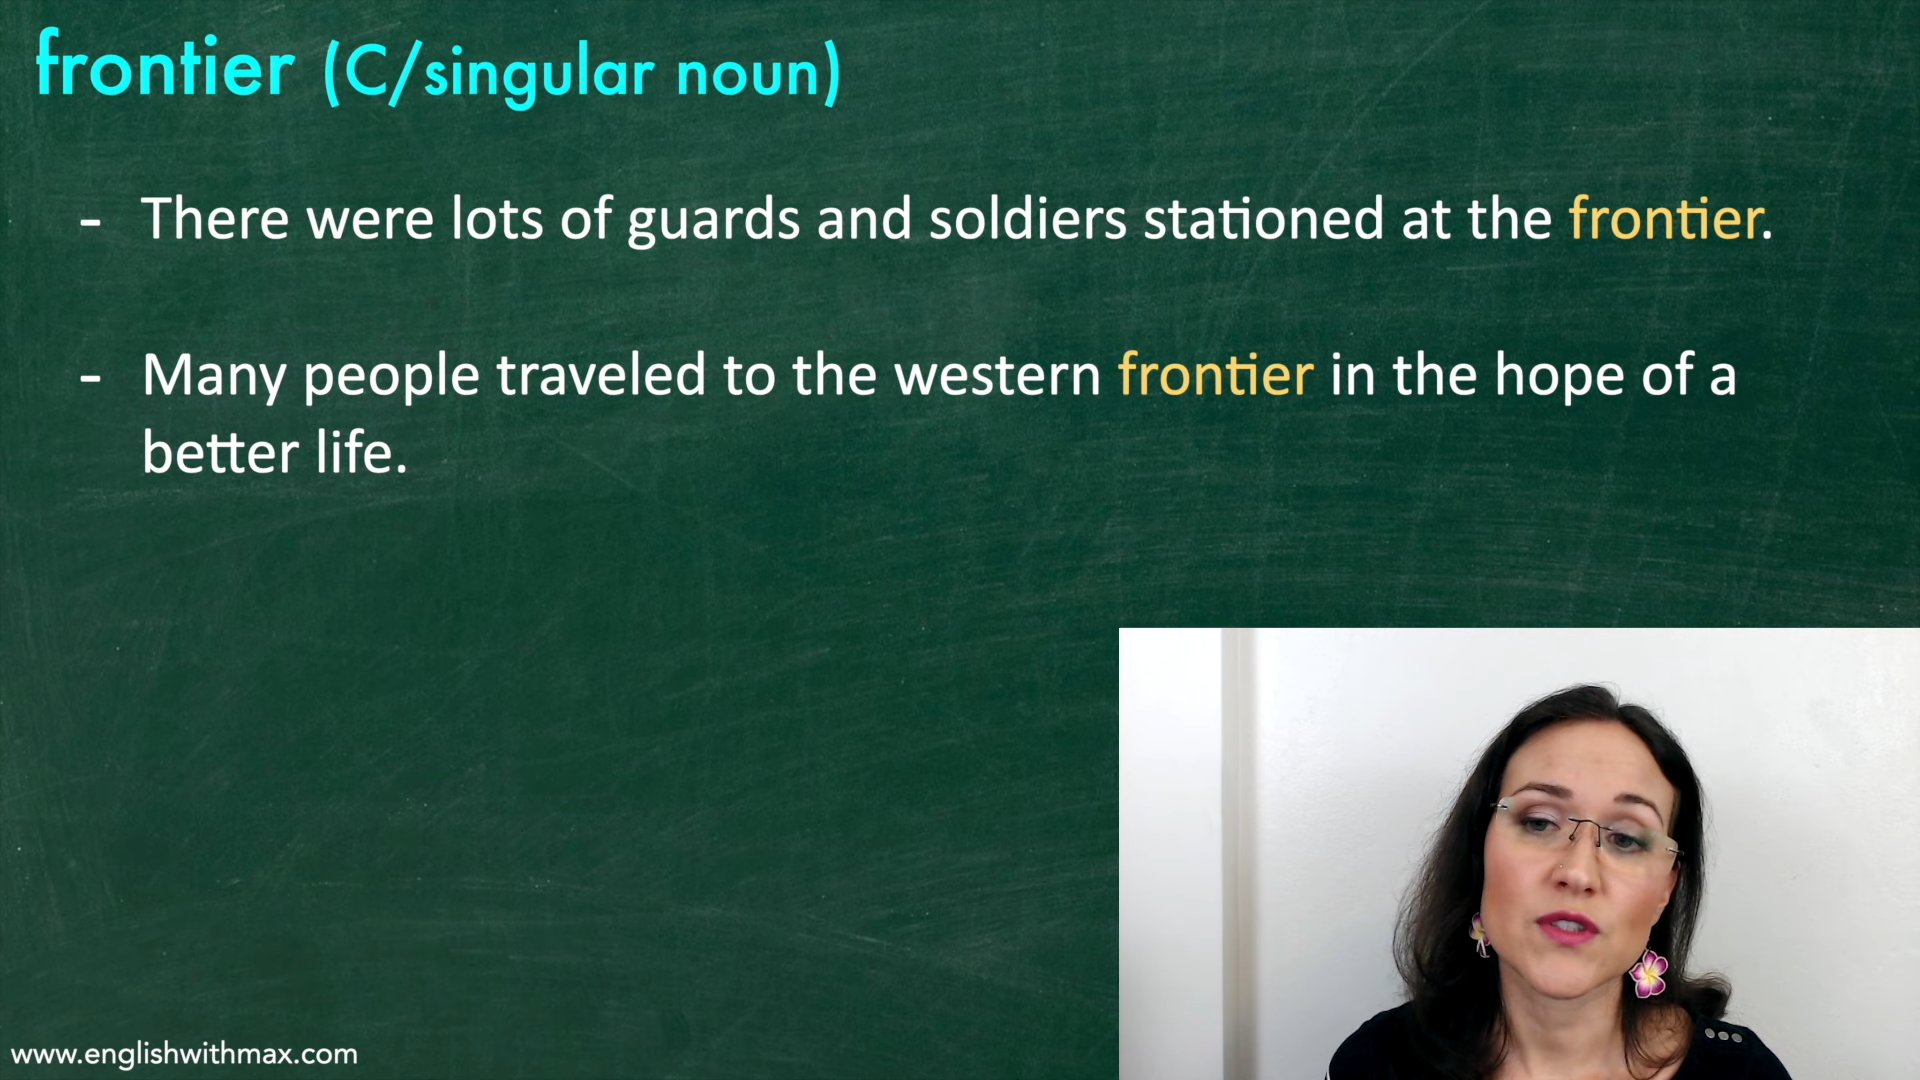 frontier (C/singular noun)
- There were lots of guards and soldiers stationed at the frontier.
- Many people traveled to the western frontier in the hope of a
better life.
www.englishwithmax.com